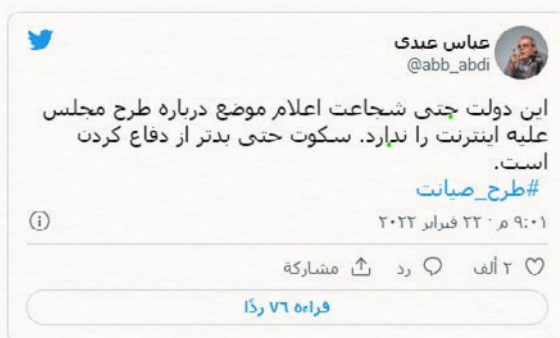 عباس عبدی
@abb_abdi
این دولت حتی شجاعت اعلام موضع درباره طرح مجلس
علیه اینترنت را ندارد. سکوت حتی بدتر از دفاع کردن
است.
#طرح_صیانت
٩:٠١ م · ٢٢ فبراير ٢٠٢٢
٢ ألف
رد
مشاركة
قراءة ٧٦ ردًا